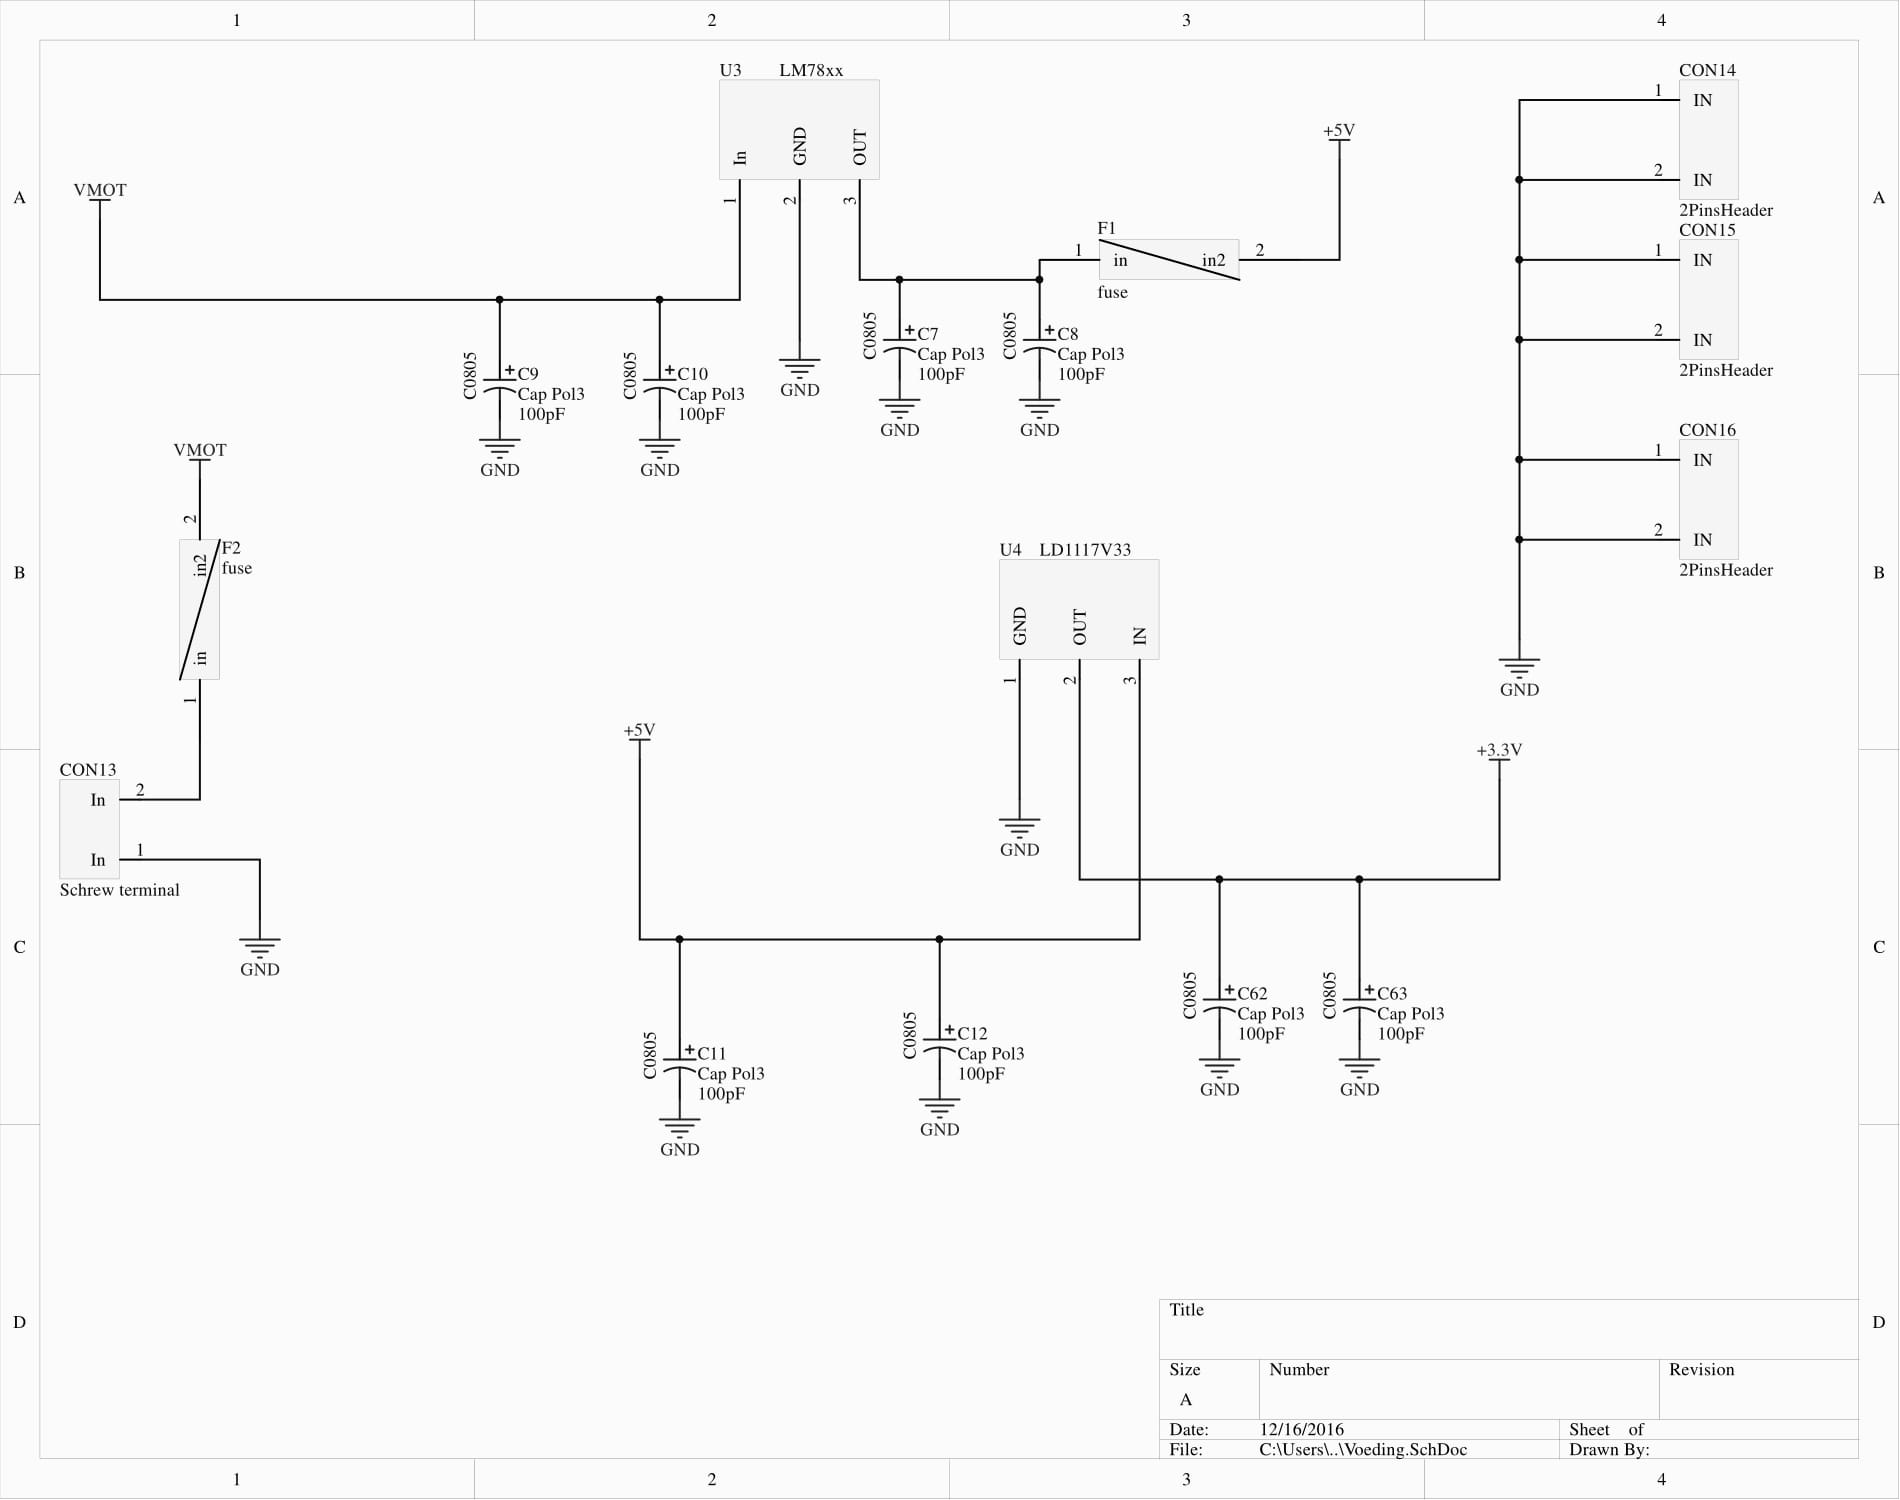 1 2 3 4
A A
B B
C C
D D
1 2 3 4
VMOT
U3 LM78xx
In GND OUT
1 2 3
GND
C0805
+ C9
Cap Pol3
100pF
GND
C0805
+ C10
Cap Pol3
100pF
GND
C0805
+ C7
Cap Pol3
100pF
GND
C0805
+ C8
Cap Pol3
100pF
GND
F1
1 in in2 2
fuse
+5V
CON14
1 IN
2 IN
2PinsHeader
CON15
1 IN
2 IN
2PinsHeader
CON16
1 IN
2 IN
2PinsHeader
GND
VMOT
2
in2
F2
fuse
in
1
CON13
In 2
In 1
Schrew terminal
GND
U4 LD1117V33
GND OUT IN
1 2 3
GND
+5V
+3.3V
C0805
+ C11
Cap Pol3
100pF
GND
C0805
+ C12
Cap Pol3
100pF
GND
C0805
+ C62
Cap Pol3
100pF
GND
C0805
+ C63
Cap Pol3
100pF
GND
Title
Size Number Revision
A
Date: 12/16/2016 Sheet of
File: C:\Users\..\Voeding.SchDoc Drawn By: